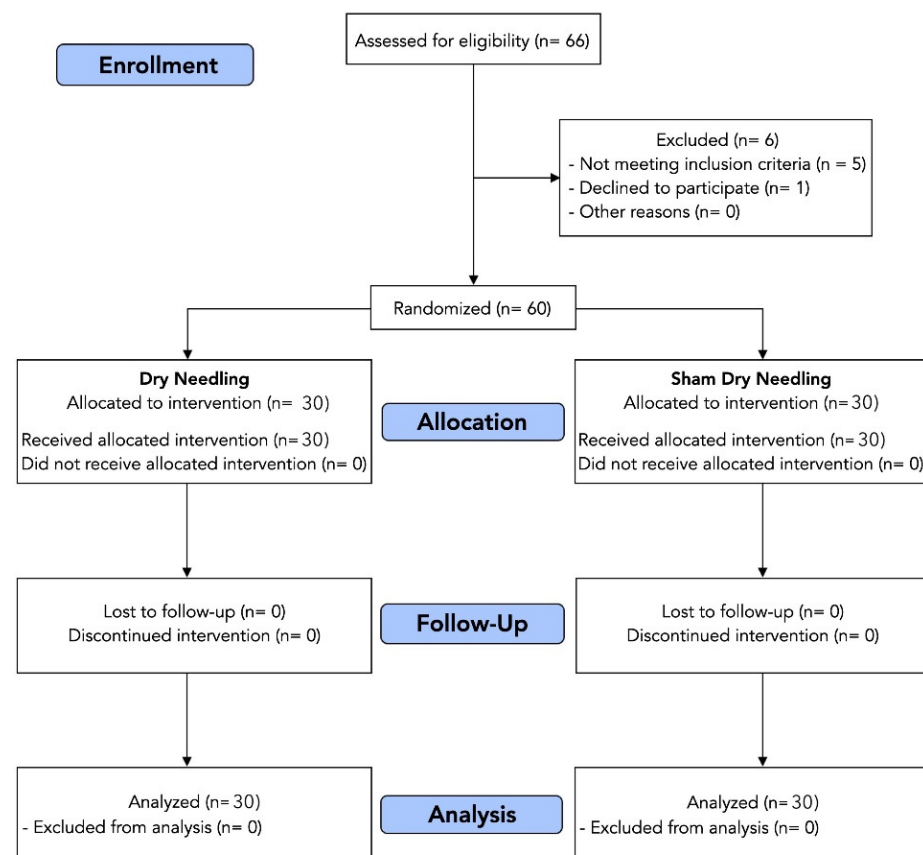 Assessed for eligibility (n= 66)
Enrollment
Excluded (n= 6)
- Not meeting inclusion criteria (n = 5)
- Declined to participate (n= 1)
- Other reasons (n= 0)
Randomized (n= 60)
Dry Needling
Allocated to intervention (n= 30)
Received allocated intervention (n= 30)
Did not receive allocated intervention (n= 0)
Allocation
Sham Dry Needling
Allocated to intervention (n= 30)
Received allocated intervention (n= 30)
Did not receive allocated intervention (n= 0)
Lost to follow-up (n= 0)
Discontinued intervention (n= 0)
Follow-Up
Lost to follow-up (n= 0)
Discontinued intervention (n= 0)
Analyzed (n= 30)
- Excluded from analysis (n= 0)
Analysis
Analyzed (n= 30)
- Excluded from analysis (n= 0)